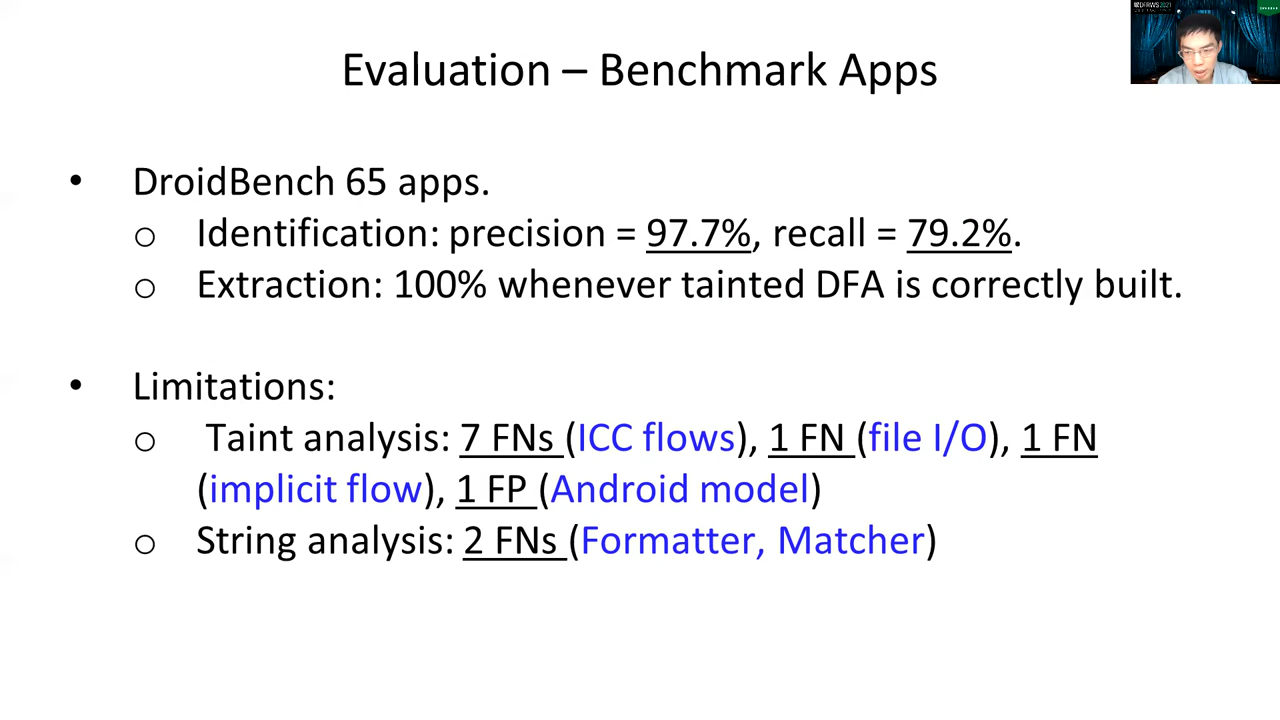 Evaluation – Benchmark Apps
DFRWS2021
• DroidBench 65 apps.
o Identification: precision = 97.7%, recall = 79.2%.
o Extraction: 100% whenever tainted DFA is correctly built.
• Limitations:
o Taint analysis: 7 FNs (ICC flows), 1 FN (file I/O), 1 FN
(implicit flow), 1 FP (Android model)
o String analysis: 2 FNs (Formatter, Matcher)